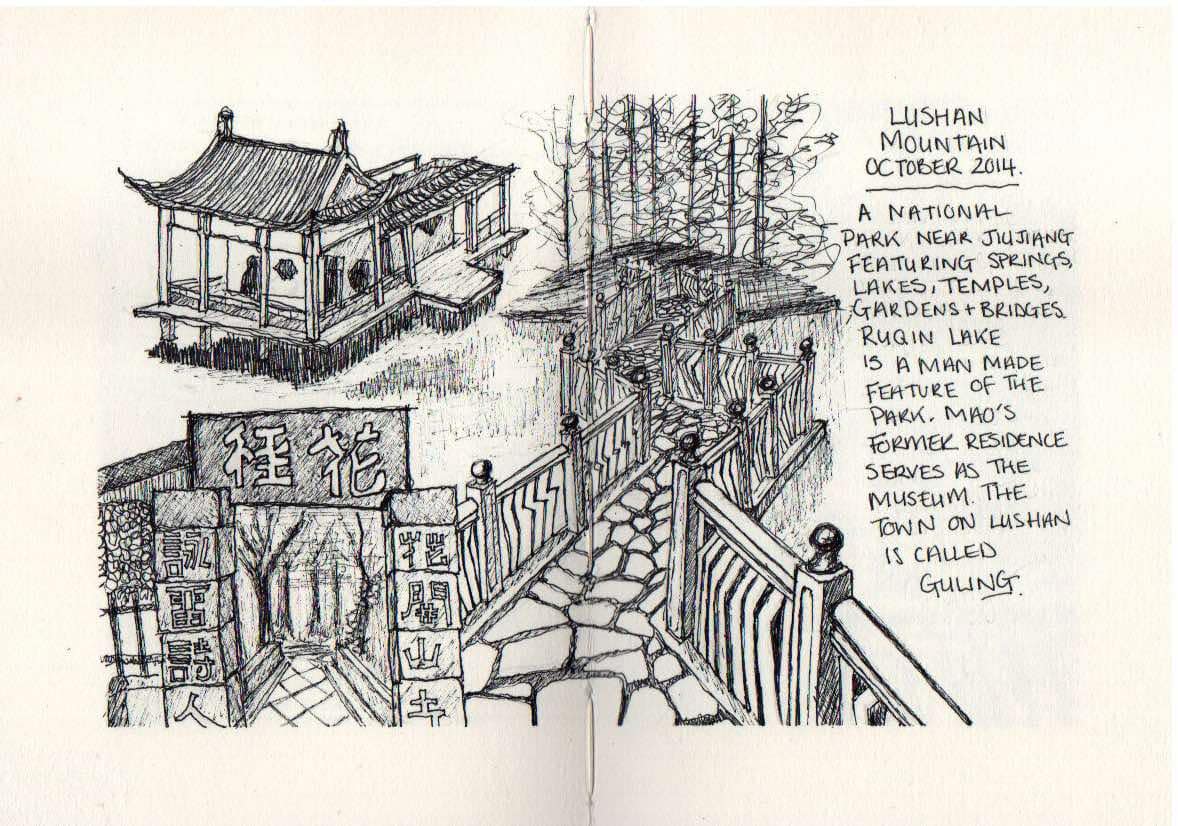 花徑
花開山寺
詠留詩人
LUSHAN
MOUNTAIN
OCTOBER 2014.
A NATIONAL
PARK NEAR JIUJIANG
FEATURING SPRINGS,
LAKES, TEMPLES,
GARDENS + BRIDGES.
RUQIN LAKE
IS A MAN MADE
FEATURE OF THE
PARK. MAO'S
FORMER RESIDENCE
SERVES AS THE
MUSEUM. THE
TOWN ON LUSHAN
IS CALLED
GULING.